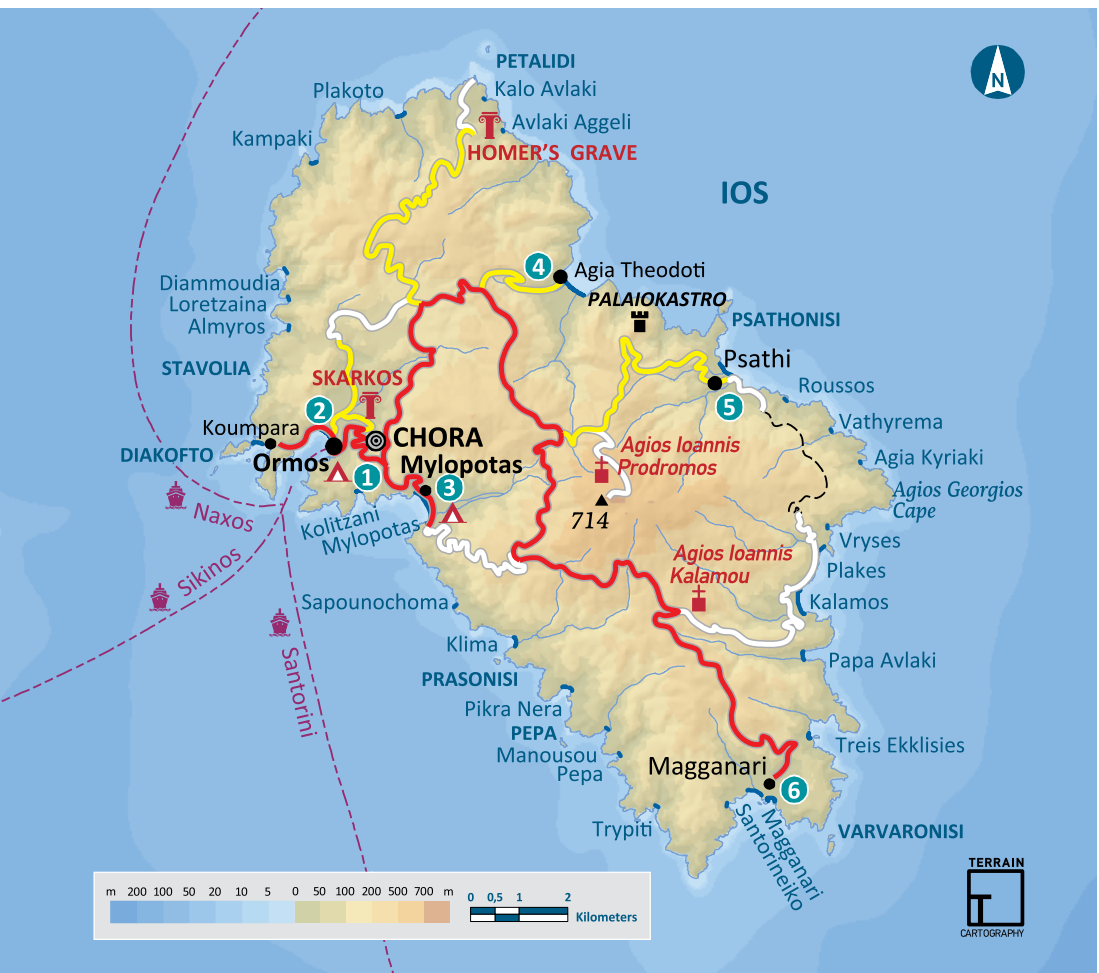 PETALIDI
Kalo Avlaki
Plakoto
N
Avlaki Aggeli
Kampaki
HOMER'S GRAVE
IOS
4
Agia Theodoti
Diammoudia
Loretzaina
Almyros
PALAIOKASTRO
PSATHONISI
Psathi
STAVOLIA
SKARKOS
Roussos
2
5
Vathyrema
Koumpara
CHORA
DIAKOFTO
Ormos
Mylopotas
Agios Ioannis
Prodromos
Agia Kyriaki
1
3
Agios Georgios
Cape
Naxos
Kolitzani
Mylopotas
714
Vryses
Sikinos
Agios Ioannis
Kalamou
Plakes
Sapounochoma
Kalamos
Klima
Santorini
Papa Avlaki
PRASONISI
Pikra Nera
PEPA
Manousou
Pepa
Treis Ekklisies
Magganari
6
Trypiti
Magganari
Santorineiko
VARVARONISI
TERRAIN
T
CARTOGRAPHY
m 200 100 50 20 10 5 0 50 100 200 500 700 m
0 0,5 1 2
Kilometers